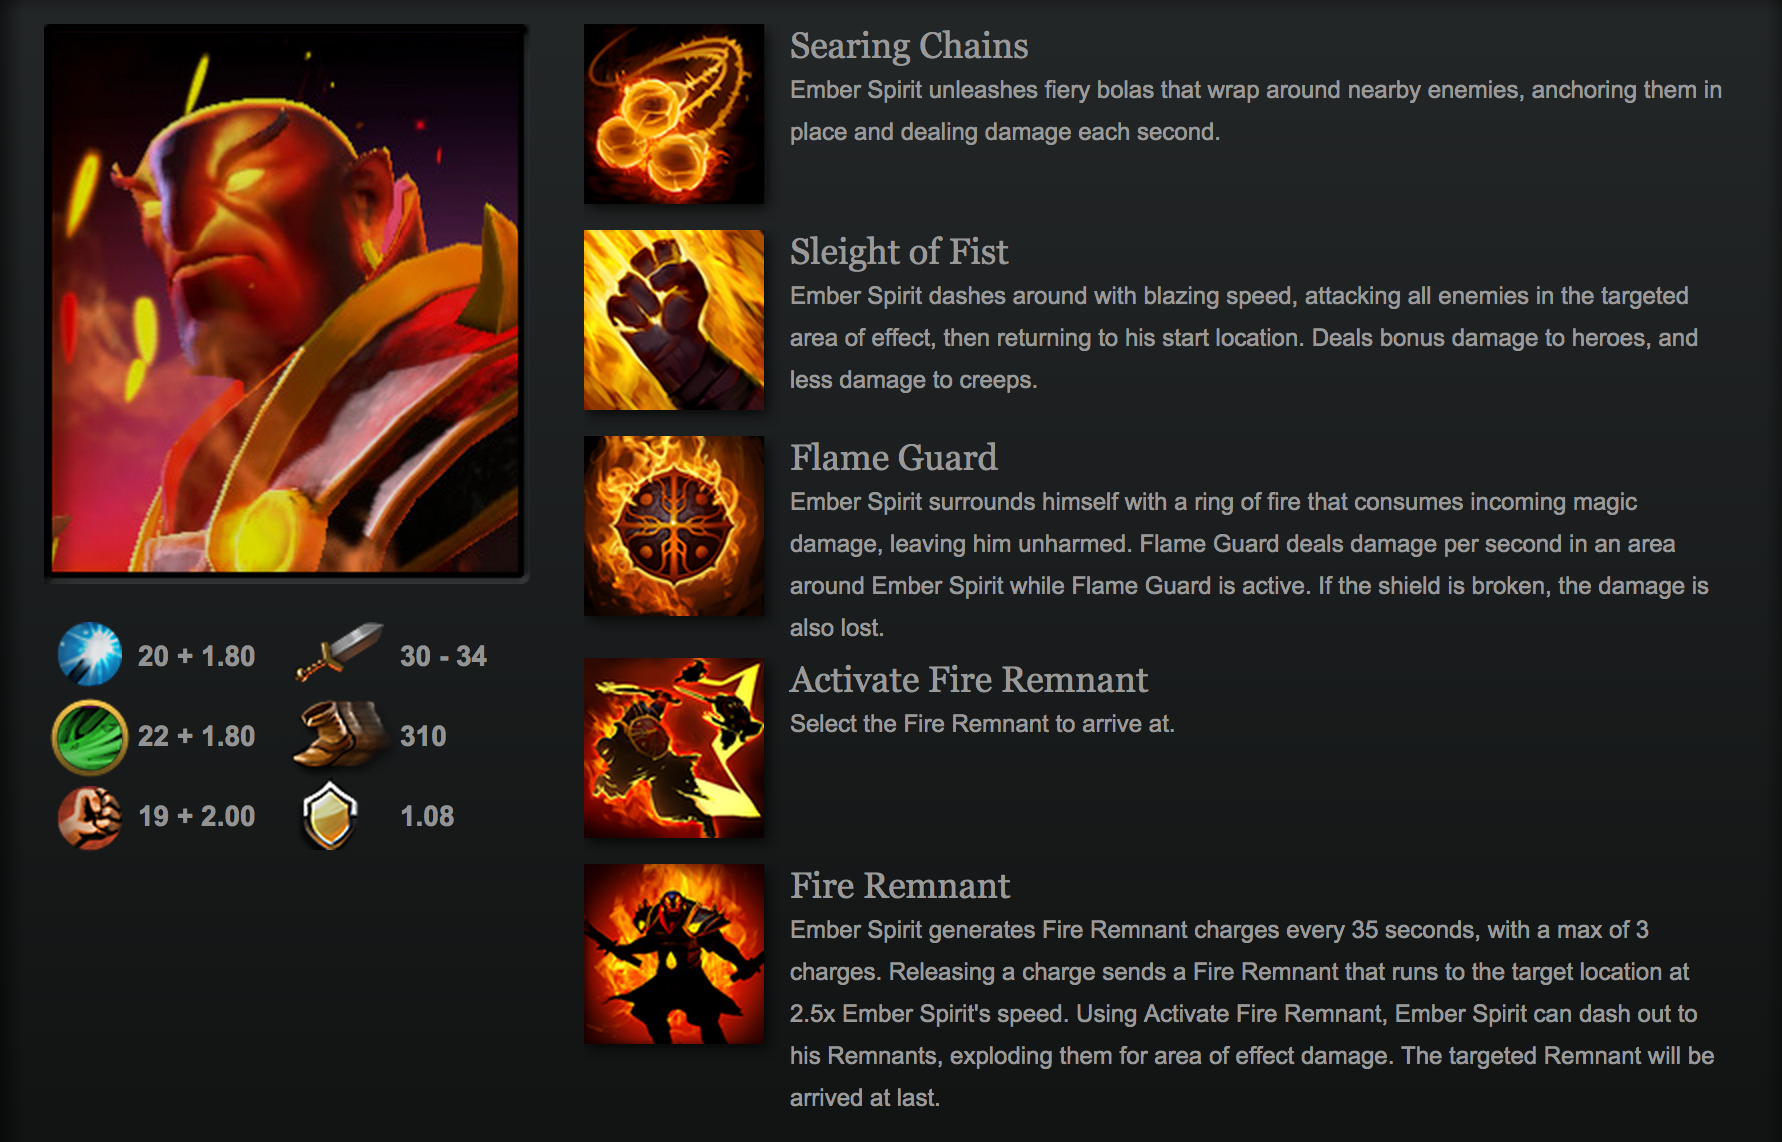 Searing Chains
Ember Spirit unleashes fiery bolas that wrap around nearby enemies, anchoring them in
place and dealing damage each second.
Sleight of Fist
Ember Spirit dashes around with blazing speed, attacking all enemies in the targeted
area of effect, then returning to his start location. Deals bonus damage to heroes, and
less damage to creeps.
Flame Guard
Ember Spirit surrounds himself with a ring of fire that consumes incoming magic
damage, leaving him unharmed. Flame Guard deals damage per second in an area
around Ember Spirit while Flame Guard is active. If the shield is broken, the damage is
also lost.
Activate Fire Remnant
Select the Fire Remnant to arrive at.
Fire Remnant
Ember Spirit generates Fire Remnant charges every 35 seconds, with a max of 3
charges. Releasing a charge sends a Fire Remnant that runs to the target location at
2.5x Ember Spirit's speed. Using Activate Fire Remnant, Ember Spirit can dash out to
his Remnants, exploding them for area of effect damage. The targeted Remnant will be
arrived at last.
20 + 1.80
30 - 34
22 + 1.80
310
19 + 2.00
1.08